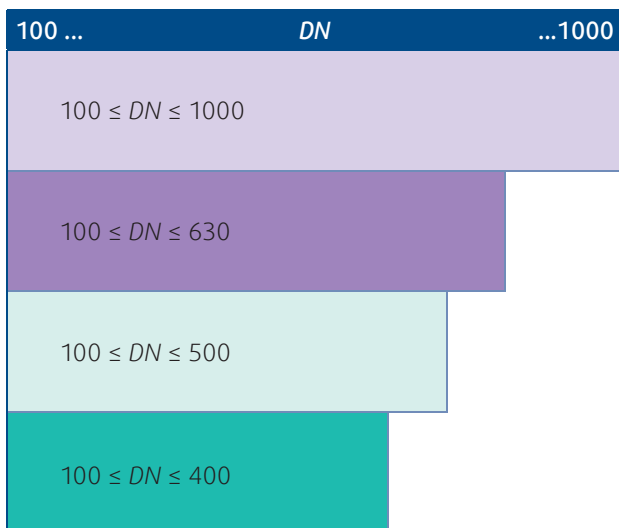 100 ... DN ...1000
100 ≤ DN ≤ 1000
100 ≤ DN ≤ 630
100 ≤ DN ≤ 500
100 ≤ DN ≤ 400